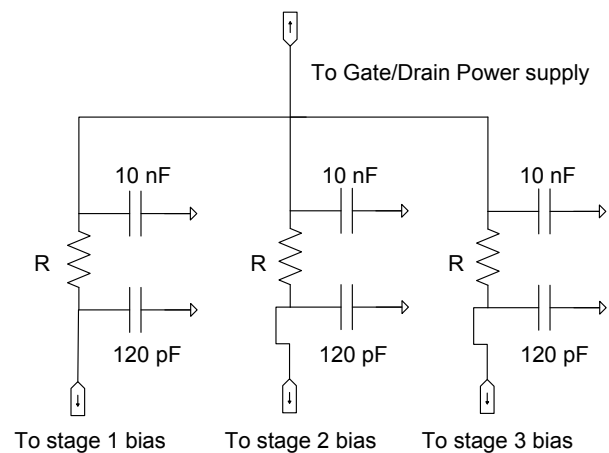 To Gate/Drain Power supply
10 nF
10 nF
10 nF
R
R
R
120 pF
120 pF
120 pF
To stage 1 bias
To stage 2 bias
To stage 3 bias